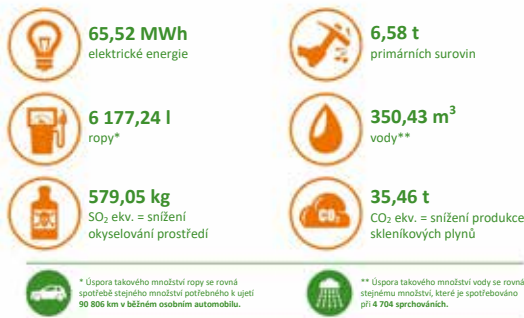 65,52 MWh
elektrické energie
6,58 t
primárních surovin
6 177,24 l
ropy*
350,43 m³
vody**
579,05 kg
SO₂ ekv. = snížení
okyselování prostředí
CO₂
35,46 t
CO₂ ekv. = snížení produkce
skleníkových plynů
* Úspora takového množství ropy se rovná
spotřebě stejného množství potřebného k ujetí
90 806 km v běžném osobním automobilu.
** Úspora takového množství vody se rovná
stejnému množství, které je spotřebováno
při 4 704 sprchováních.